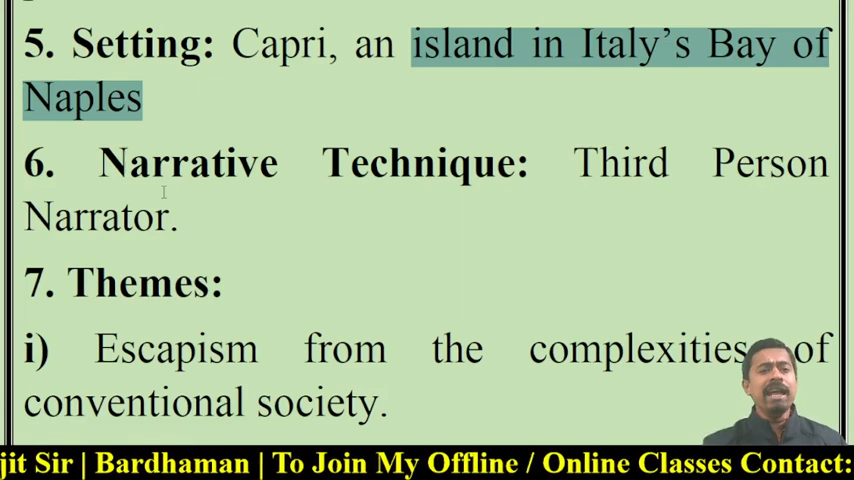 5. Setting: Capri, an island in Italy's Bay of
Naples
6. Narrative Technique: Third Person
Narrator.
7. Themes:
i) Escapism from the complexities of
conventional society.
jit Sir | Bardhaman | To Join My Offline / Online Classes Contact: